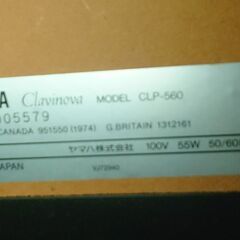 A Clavinova MODEL CLP-560
05579
CANADA 951550 (1974) G.BRITAIN 1312161
ヤマハ株式会社 100V 55W 50/60
JAPAN